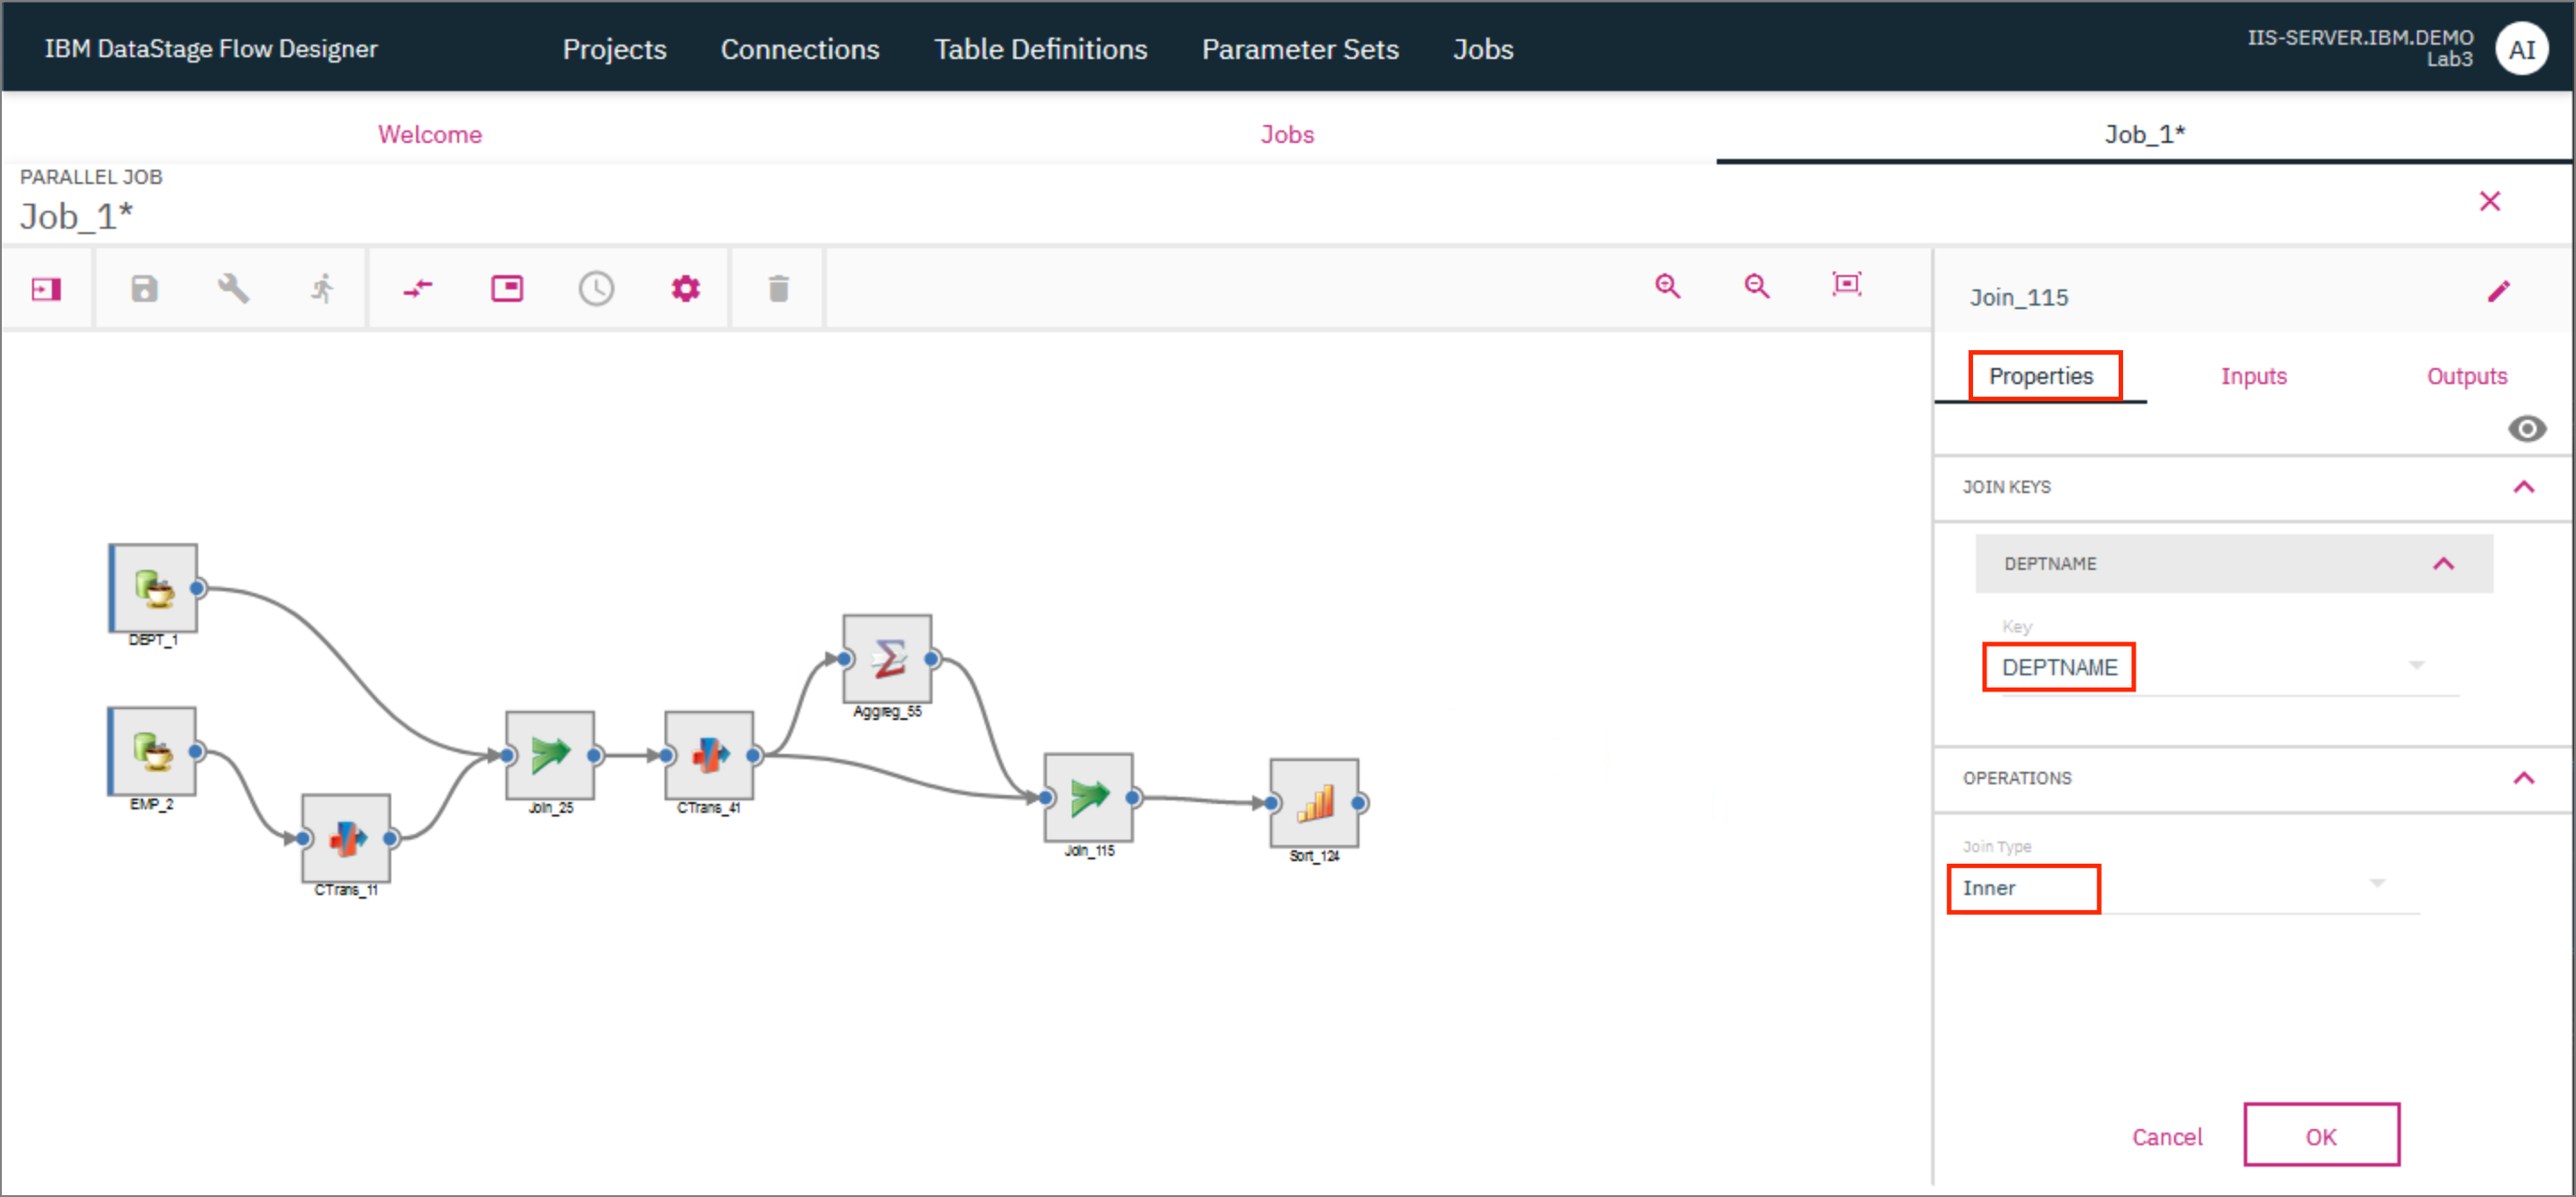 IBM DataStage Flow Designer
Projects
Connections
Table Definitions
Parameter Sets
Jobs
IIS-SERVER.IBM.DEMO
Lab3
AI
Welcome
Jobs
Job_1*
PARALLEL JOB
Job_1*
Join_115
Properties
Inputs
Outputs
JOIN KEYS
DEPTNAME
Key
DEPTNAME
OPERATIONS
Join Type
Inner
Cancel
OK
DEPT_1
EMP_2
CTrans_11
Join_25
CTrans_41
Aggreg_55
Join_115
Sort_124